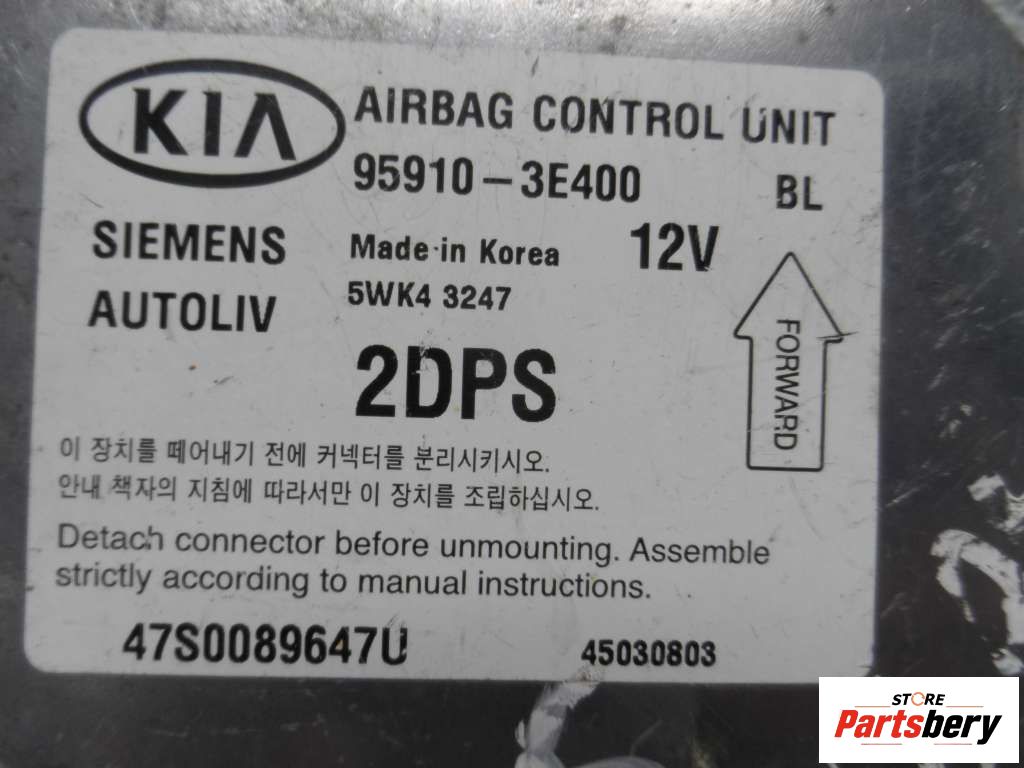 KIA
AIRBAG CONTROL UNIT
95910-3E400
BL
SIEMENS
AUTOLIV
Made in Korea
12V
5WK4 3247
2DPS
FORWARD
이 장치를 떼어내기 전에 커넥터를 분리시키시오.
안내 책자의 지침에 따라서만 이 장치를 조립하십시오.
Detach connector before unmounting. Assemble
strictly according to manual instructions.
47S0089647U
45030803
STORE
Partsbery